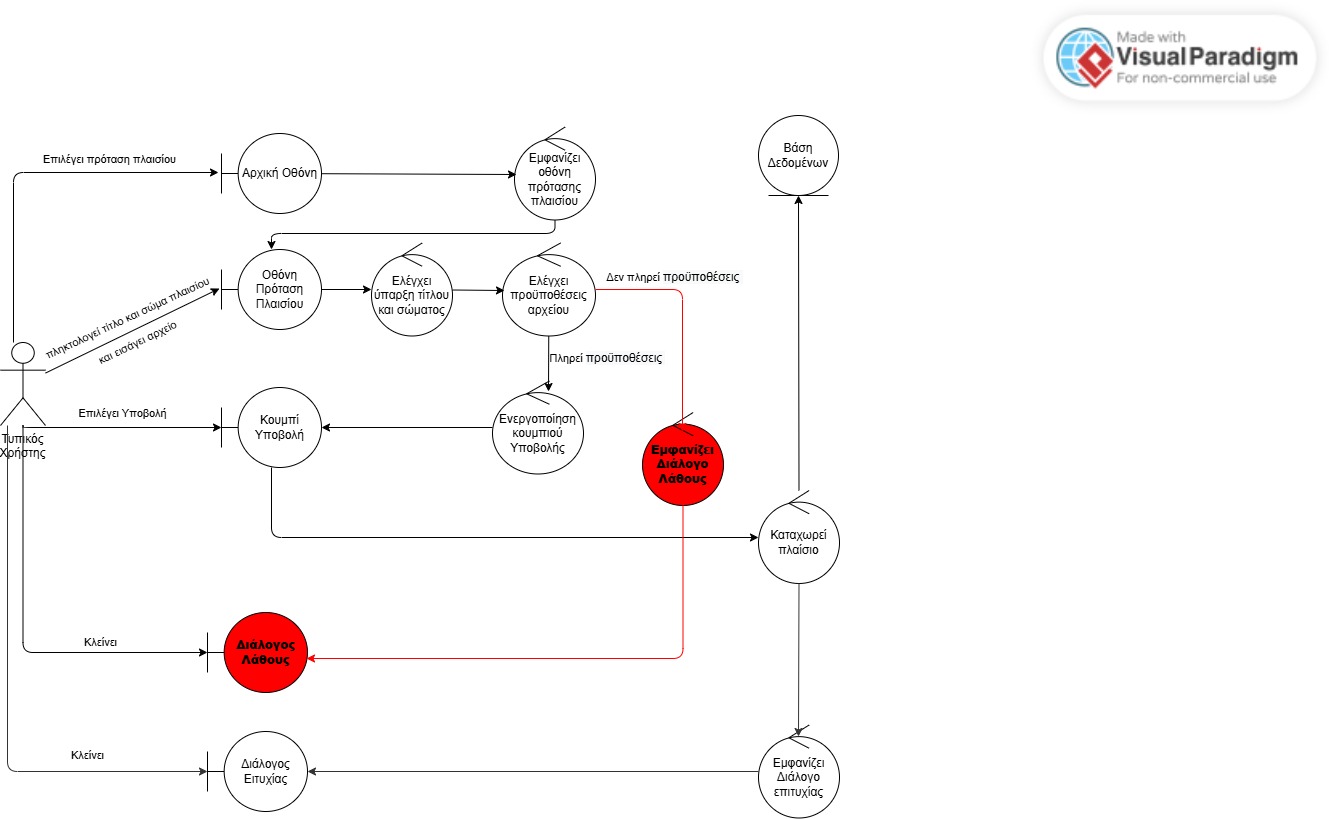 Made with
Visual Paradigm
For non-commercial use
Επιλέγει πρόταση πλαισίου
Αρχική Οθόνη
Εμφανίζει
οθόνη
πρότασης
πλαισίου
Βάση
Δεδομένων
πληκτολογεί τίτλο και σώμα πλαισίου
και εισάγει αρχείο
Οθόνη
Πρόταση
Πλαισίου
Ελέγχει
ύπαρξη τίτλου
και σώματος
Ελέγχει
προϋποθέσεις
αρχείου
Δεν πληρεί προϋποθέσεις
Πληρεί προϋποθέσεις
Τυπικός
Χρήστης
Επιλέγει Υποβολή
Κουμπί
Υποβολή
Ενεργοποίηση
κουμπιού
Υποβολής
Εμφανίζει
Διάλογο
Λάθους
Καταχωρεί
πλαίσιο
Κλείνει
Διάλογος
Λάθους
Κλείνει
Διάλογος
Ειτυχίας
Εμφανίζει
Διάλογο
επιτυχίας